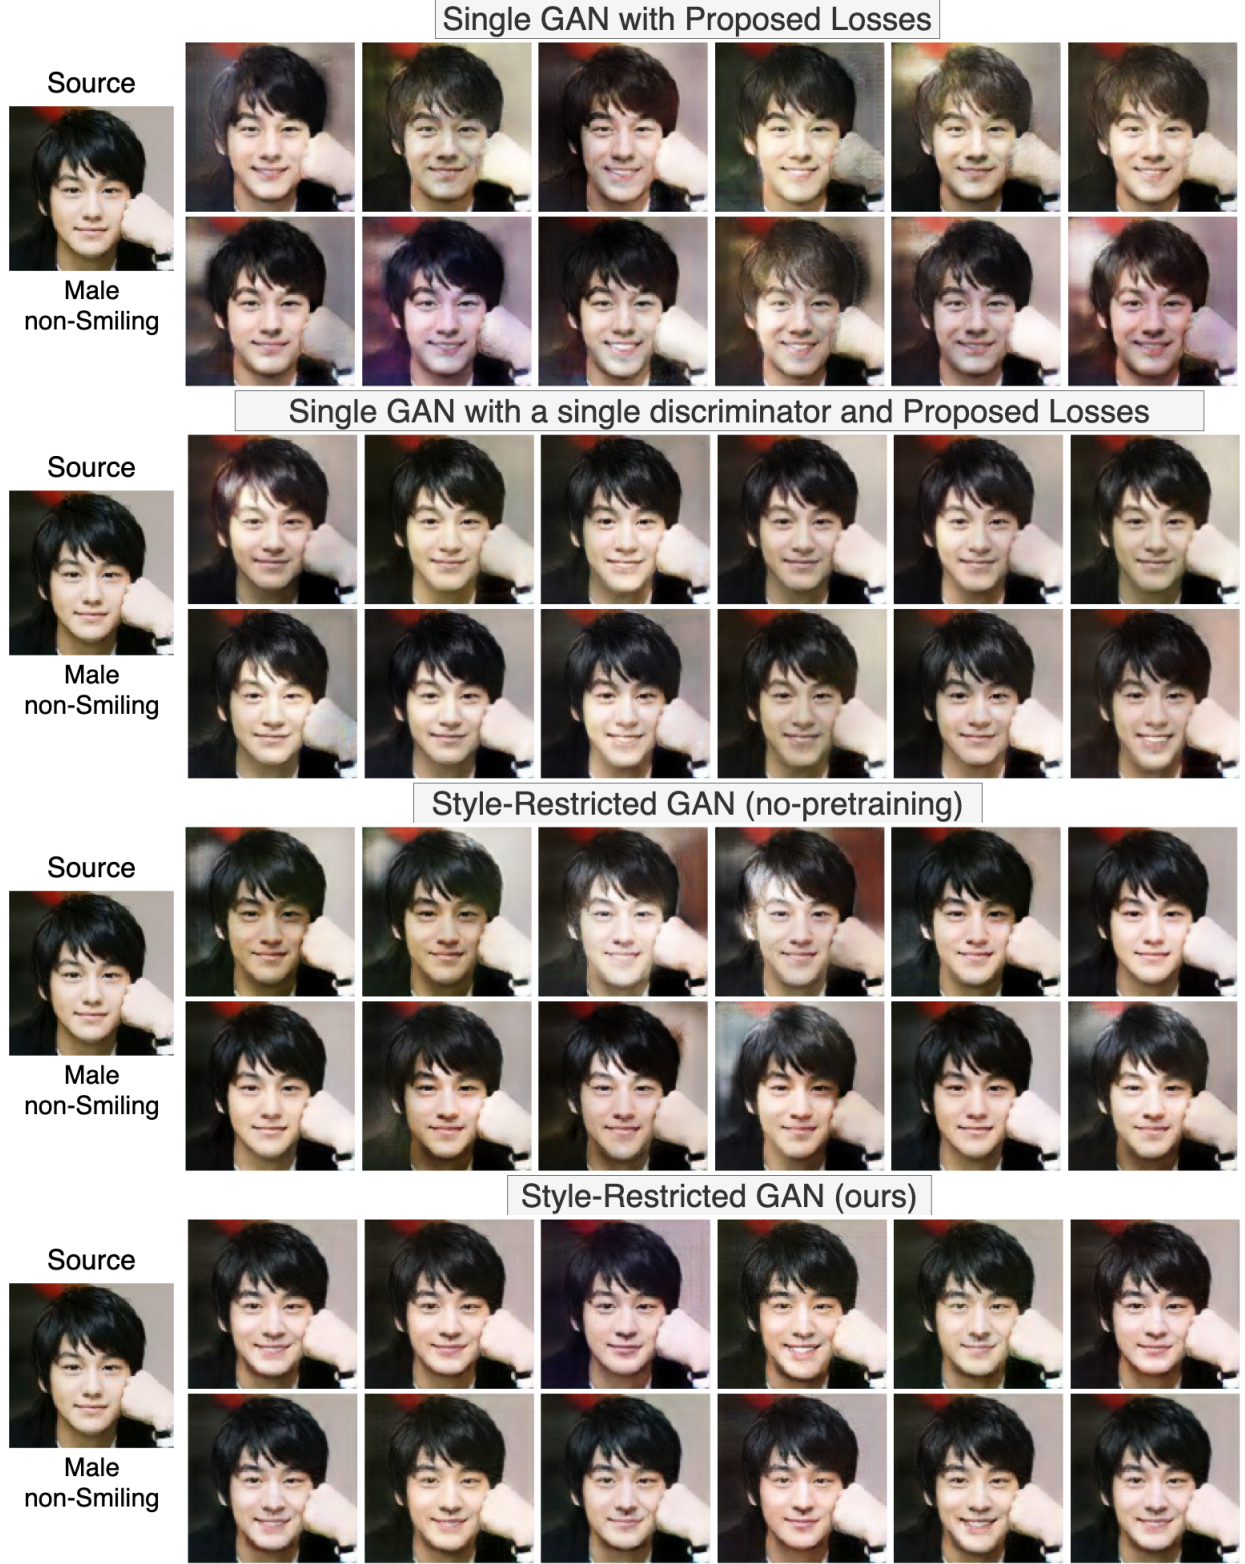 Single GAN with Proposed Losses
Source
Male
non-Smiling
Single GAN with a single discriminator and Proposed Losses
Source
Male
non-Smiling
Style-Restricted GAN (no-pretraining)
Source
Male
non-Smiling
Style-Restricted GAN (ours)
Source
Male
non-Smiling